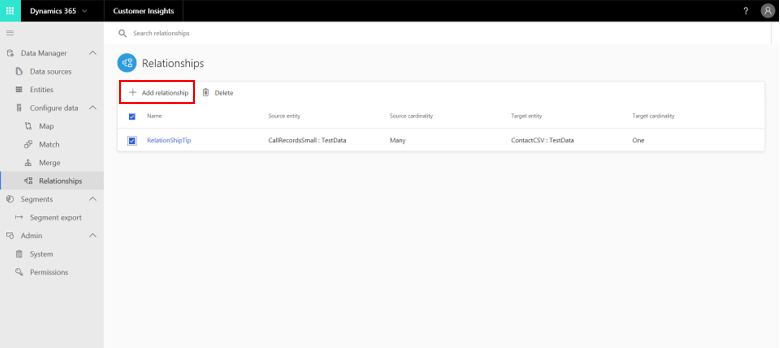 Dynamics 365
Customer Insights
?
Search relationships
Data Manager
Data sources
Entities
Configure data
Map
Match
Merge
Relationships
Segments
Segment export
Admin
System
Permissions
Relationships
Add relationship
Delete
Name Source entity Source cardinality Target entity Target cardinality
RelationShipTip CallRecordsSmall : TestData Many ContactCSV : TestData One